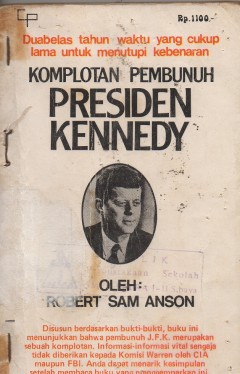 Rp.1100.-
Duabelas tahun waktu yang cukup
lama untuk menutupi kebenaran
KOMPLOTAN PEMBUNUH
PRESIDEN
KENNEDY
Sekolah
OLEH:
ROBERT SAM ANSON
Disusun berdasarkan bukti-bukti, buku ini
menunjukkan bahwa pembunuh J.F.K. merupakan
sebuah komplotan. Informasi-informasi vital sengaja
tidak diberikan kepada Komisi Warren oleh CIA
maupun FBI. Anda dapat menarik kesimpulan
setelah membaca buku yang